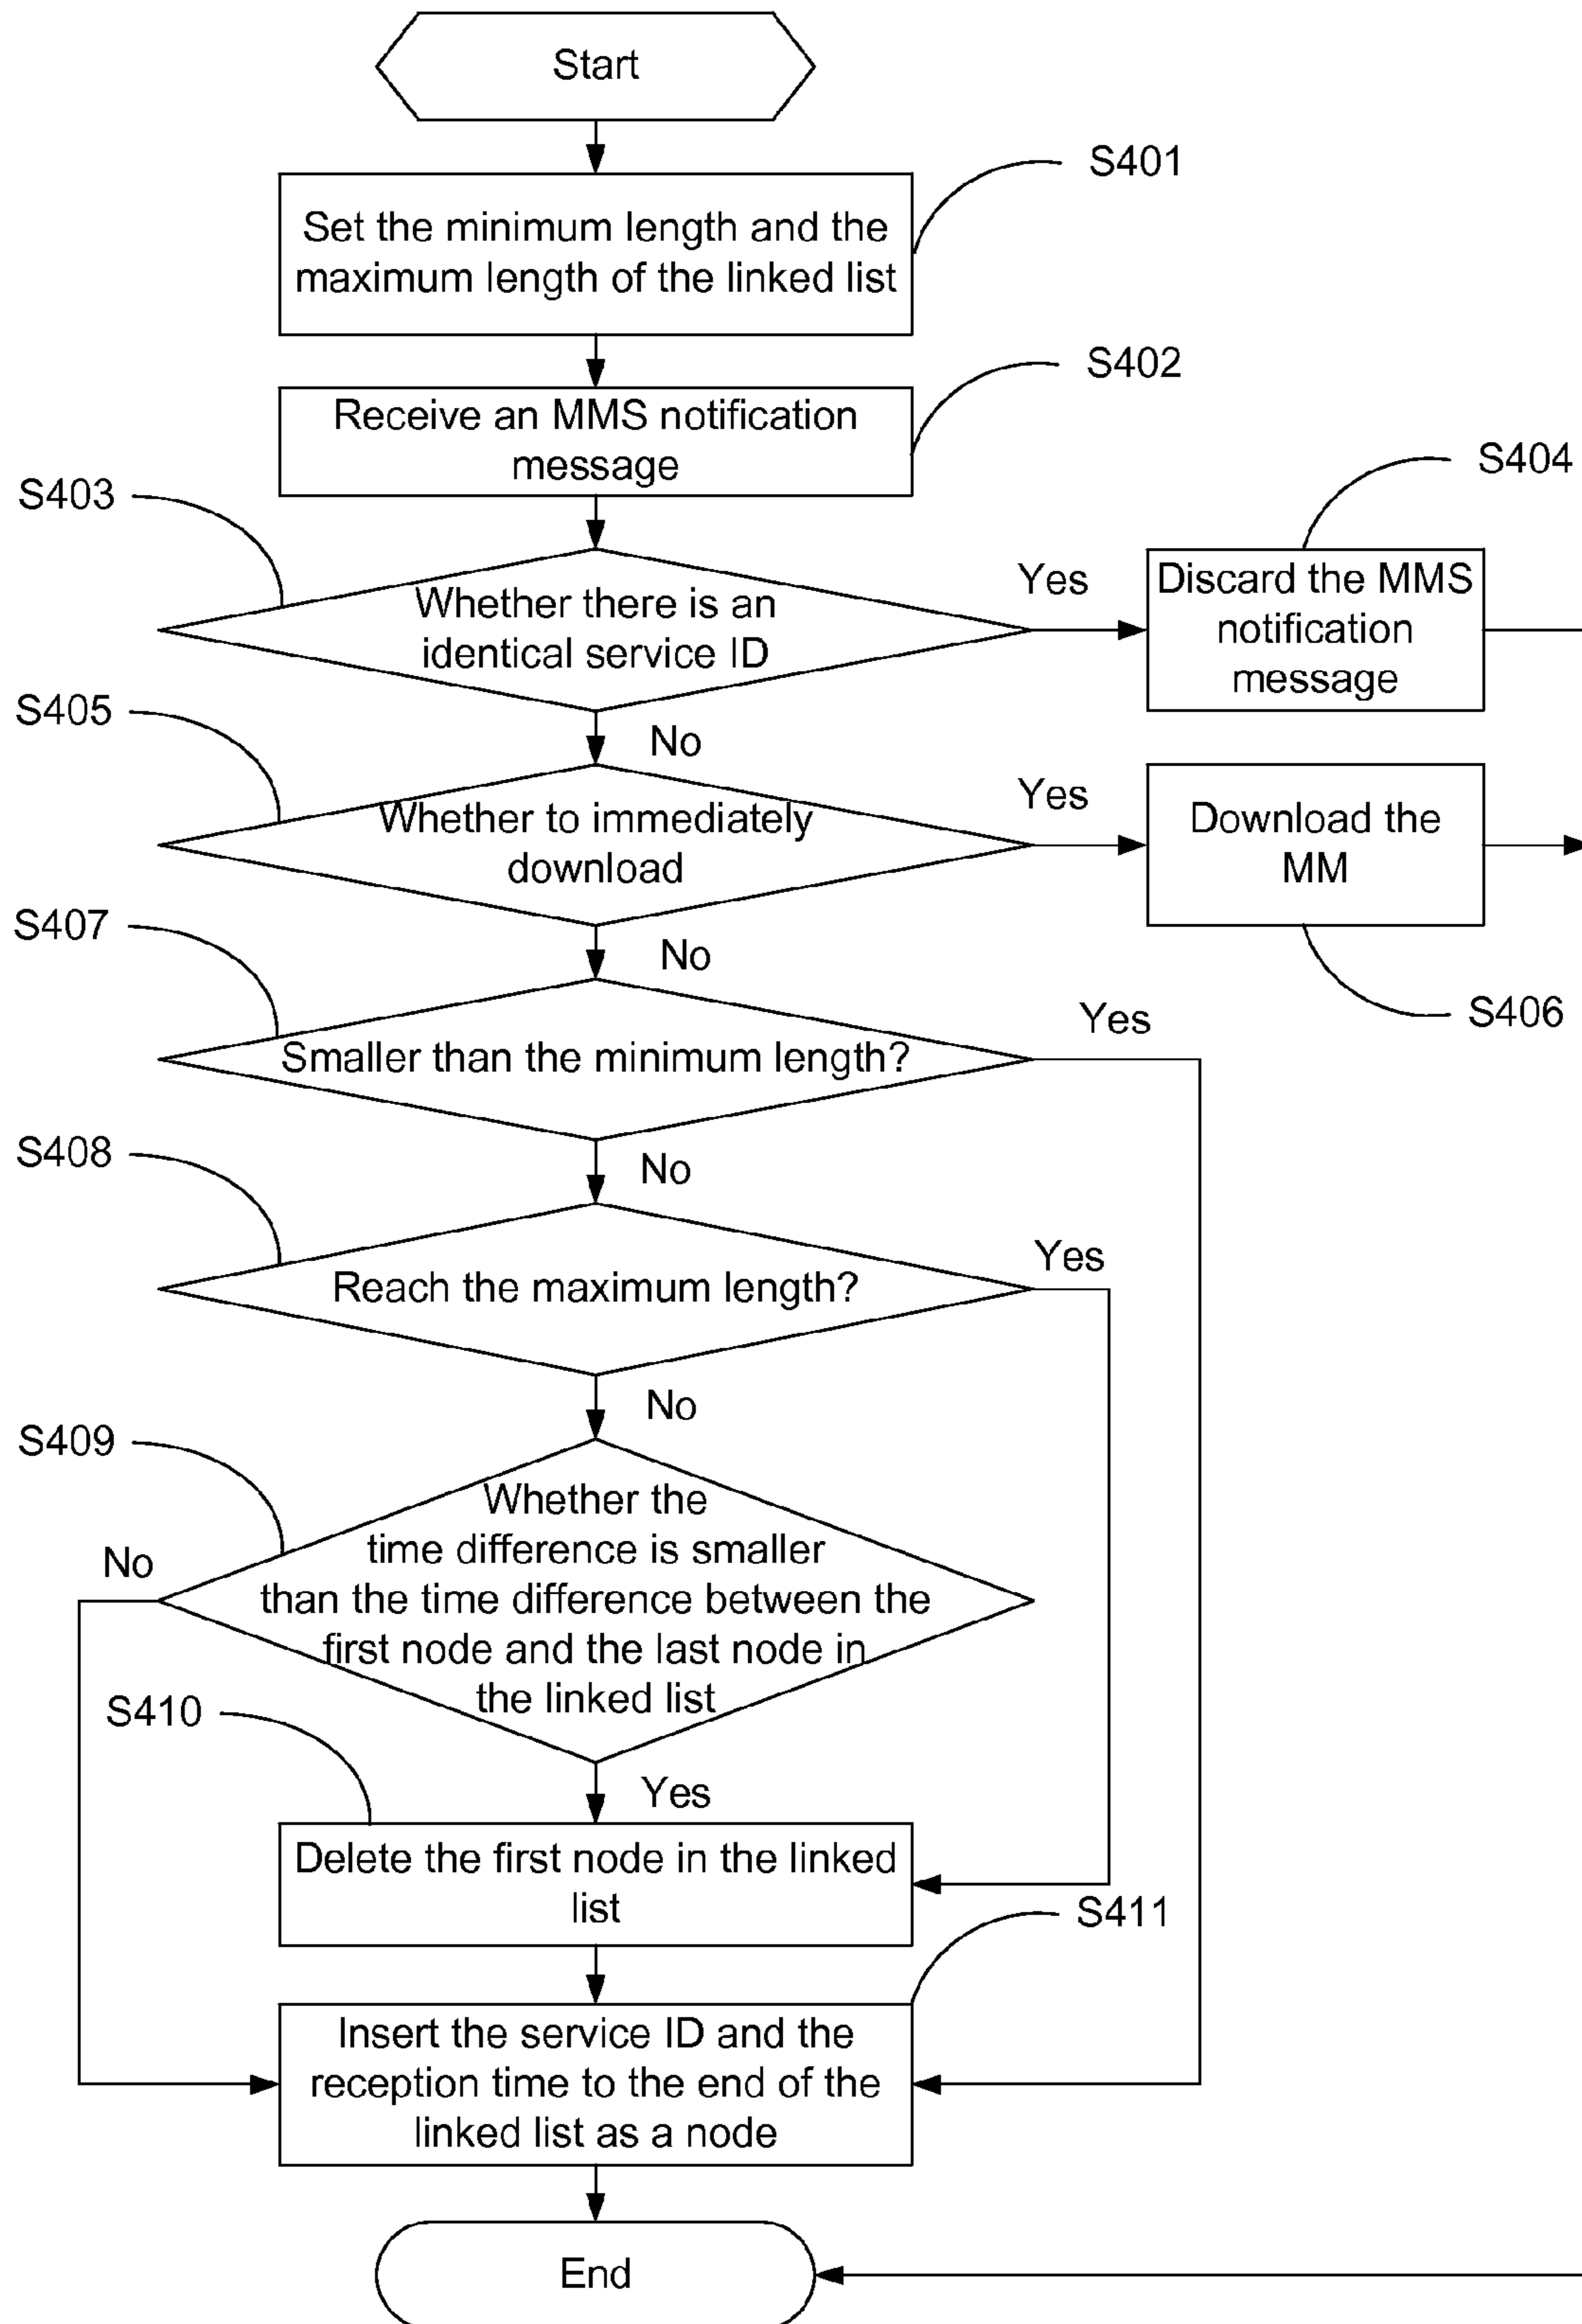 Start
S401
Set the minimum length and the
maximum length of the linked list
S402
Receive an MMS notification
message
S403
S404
Whether there is an
identical service ID
Yes
Discard the MMS
notification
message
No
S405
Whether to immediately
download
Yes
Download the
MM
S406
No
S407
Smaller than the minimum length?
Yes
No
S408
Reach the maximum length?
Yes
No
S409
Whether the
time difference is smaller
than the time difference between the
first node and the last node in
the linked list
No
Yes
S410
Delete the first node in the linked
list
S411
Insert the service ID and the
reception time to the end of the
linked list as a node
End